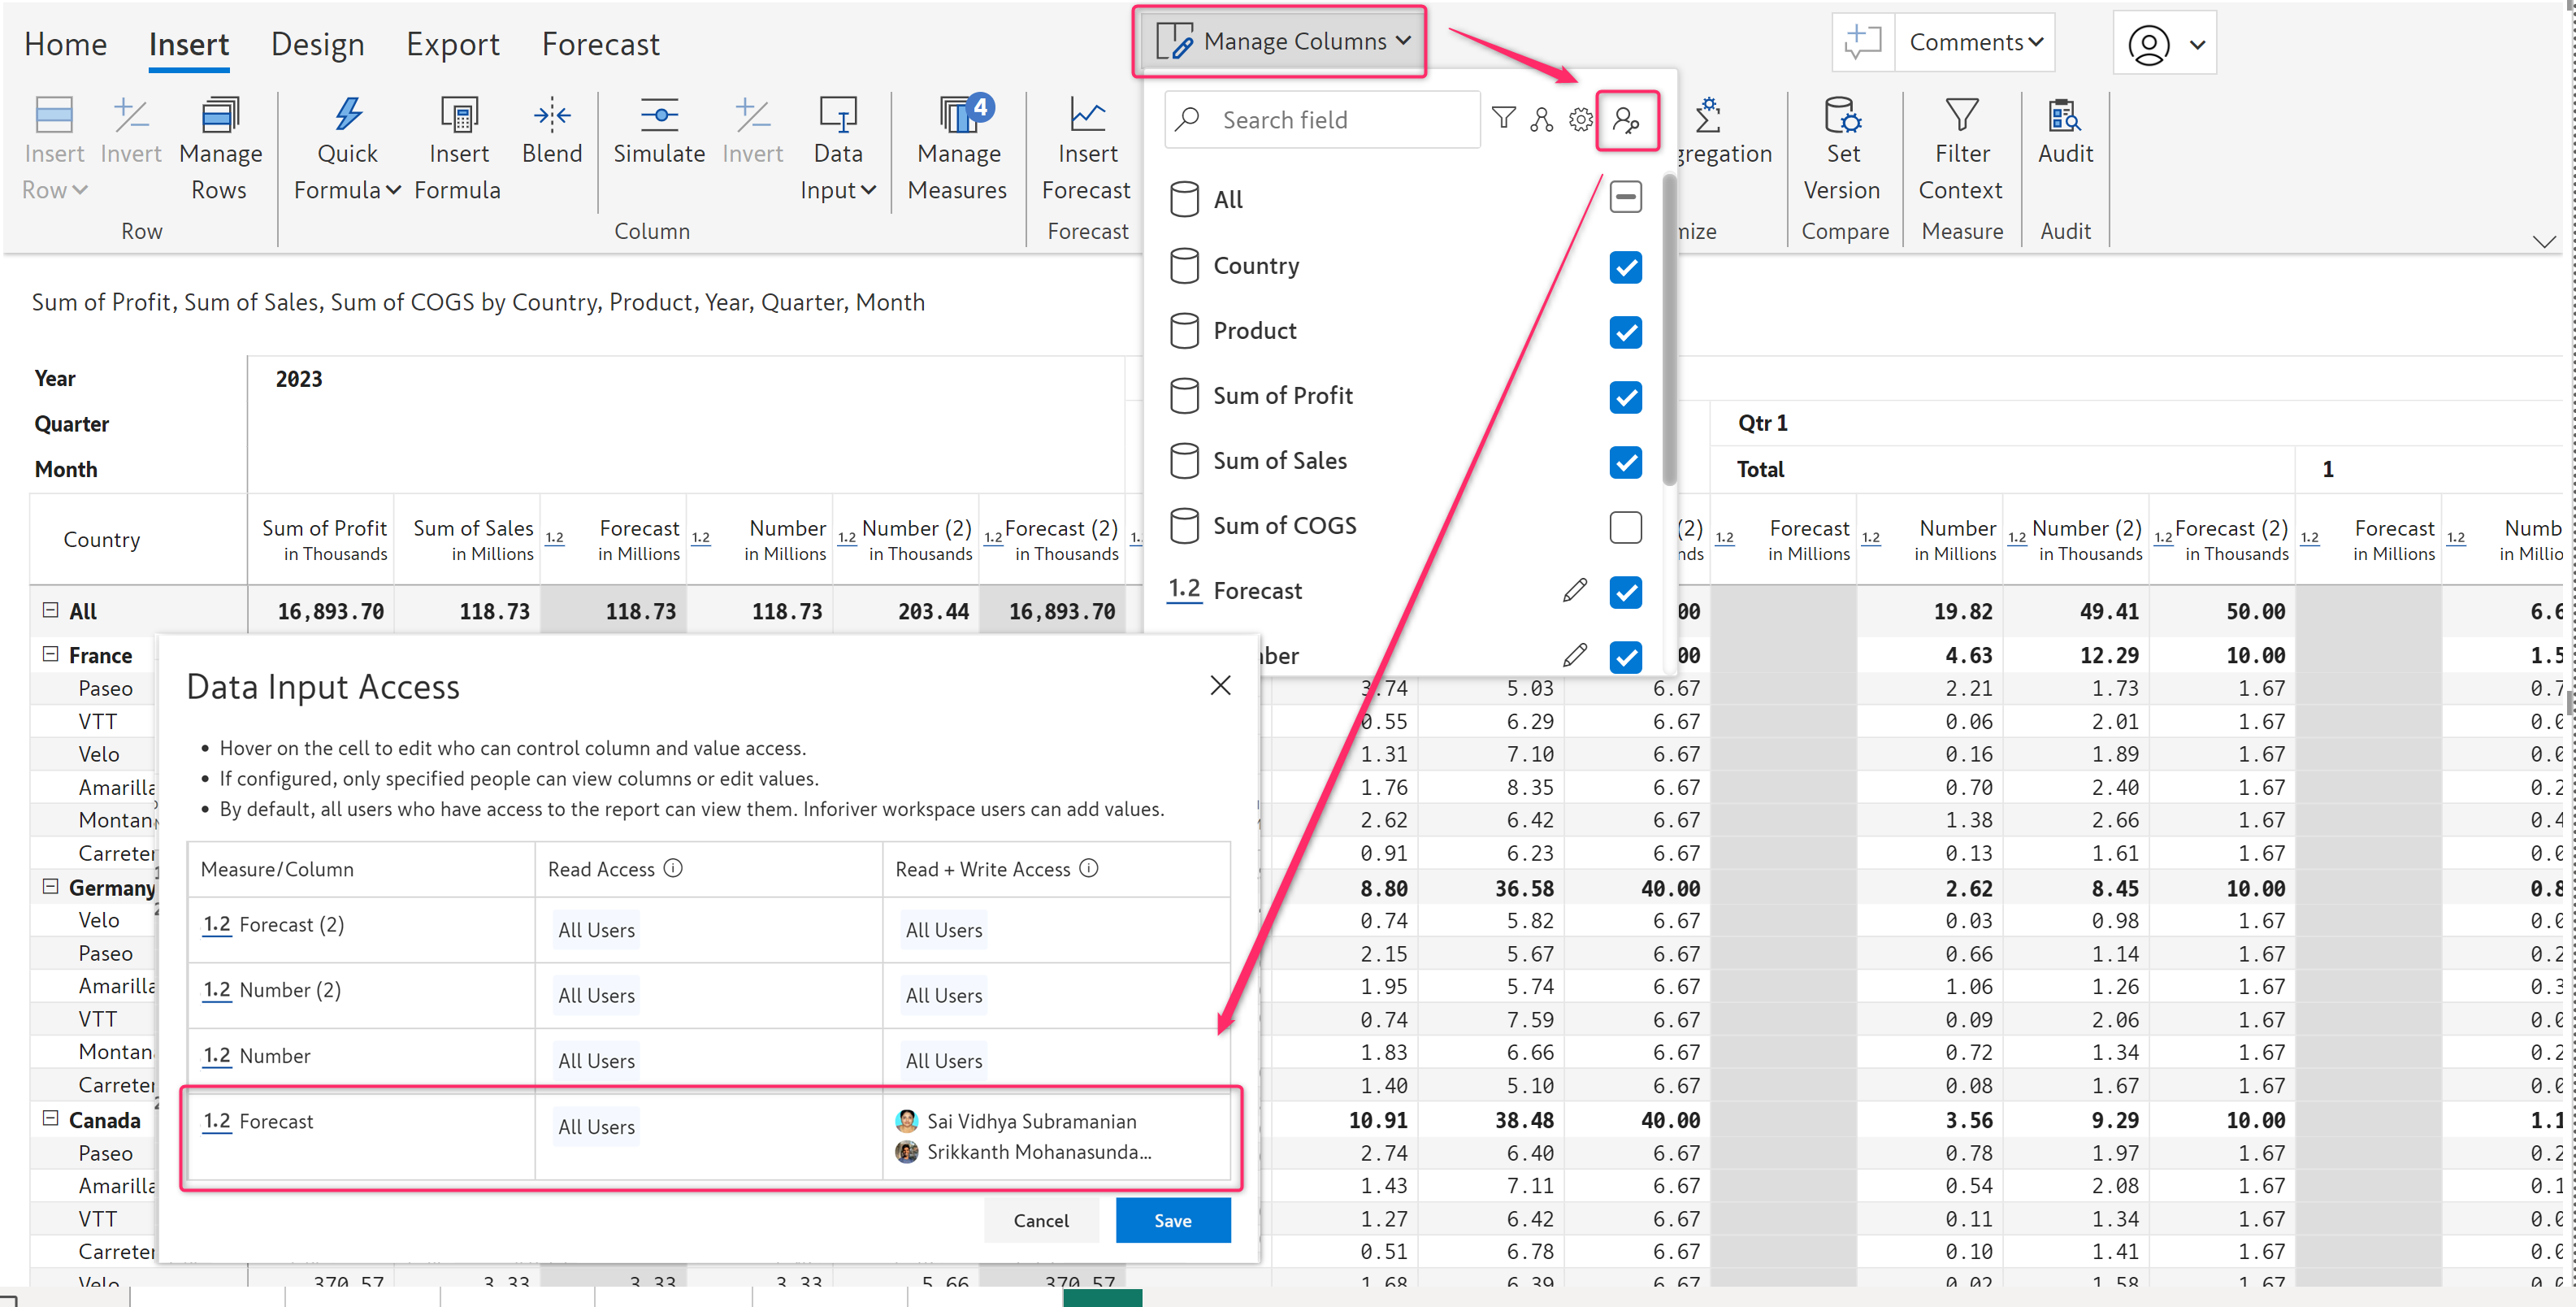 Home Insert Design Export Forecast Manage Columns Comments
Search field
Insert Row Invert Manage Rows Quick Formula Insert Formula Blend Simulate Invert Data Input 4 Manage Measures Insert Forecast gregation Set Version Filter Context Audit
Row Column Forecast mize Compare Measure Audit
All
Country
Product
Sum of Profit
Sum of Sales
Sum of COGS
1.2 Forecast
ber
Sum of Profit, Sum of Sales, Sum of COGS by Country, Product, Year, Quarter, Month
Year 2023
Quarter Qtr 1
Month Total 1
Country Sum of Profit Sum of Sales 1.2 Forecast 1.2 Number 1.2 Number (2) 1.2 Forecast (2) 1. (2) 1.2 Forecast 1.2 Number 1.2 Number (2) 1.2 Forecast (2) 1.2 Forecast 1.2 Numb
in Thousands in Millions in Millions in Millions in Thousands in Thousands nds in Millions in Millions in Thousands in Thousands in Millions in Millio
All 16,893.70 118.73 118.73 118.73 203.44 16,893.70 00 19.82 49.41 50.00 6.6
France 00 4.63 12.29 10.00 1.5
Paseo 3.74 5.03 6.67 2.21 1.73 1.67 0.7
VTT 0.55 6.29 6.67 0.06 2.01 1.67 0.0
Velo 1.31 7.10 6.67 0.16 1.89 1.67 0.0
Amarilla 1.76 8.35 6.67 0.70 2.40 1.67 0.2
Montan 2.62 6.42 6.67 1.38 2.66 1.67 0.4
Carreter 0.91 6.23 6.67 0.13 1.61 1.67 0.0
Germany 8.80 36.58 40.00 2.62 8.45 10.00 0.8
Velo 0.74 5.82 6.67 0.03 0.98 1.67 0.0
Paseo 2.15 5.67 6.67 0.66 1.14 1.67 0.2
Amarilla 1.95 5.74 6.67 1.06 1.26 1.67 0.3
VTT 0.74 7.59 6.67 0.09 2.06 1.67 0.0
Montan 1.83 6.66 6.67 0.72 1.34 1.67 0.2
Carreter 1.40 5.10 6.67 0.08 1.67 1.67 0.0
Canada 10.91 38.48 40.00 3.56 9.29 10.00 1.1
Paseo 2.74 6.40 6.67 0.78 1.97 1.67 0.2
Amarilla 1.43 7.11 6.67 0.54 2.08 1.67 0.1
VTT 1.27 6.42 6.67 0.11 1.34 1.67 0.0
Carreter 0.51 6.78 6.67 0.10 1.41 1.67 0.0
Velo 370.57 3.33 3.33 3.33 5.66 370.57 1.68 6.39 6.67 0.02 1.58 1.67 0.0
Data Input Access
• Hover on the cell to edit who can control column and value access.
• If configured, only specified people can view columns or edit values.
• By default, all users who have access to the report can view them. Inforiver workspace users can add values.
Measure/Column Read Access Read + Write Access
1.2 Forecast (2) All Users All Users
1.2 Number (2) All Users All Users
1.2 Number All Users All Users
1.2 Forecast All Users Sai Vidhya Subramanian
Srikkanth Mohanasunda...
Cancel Save